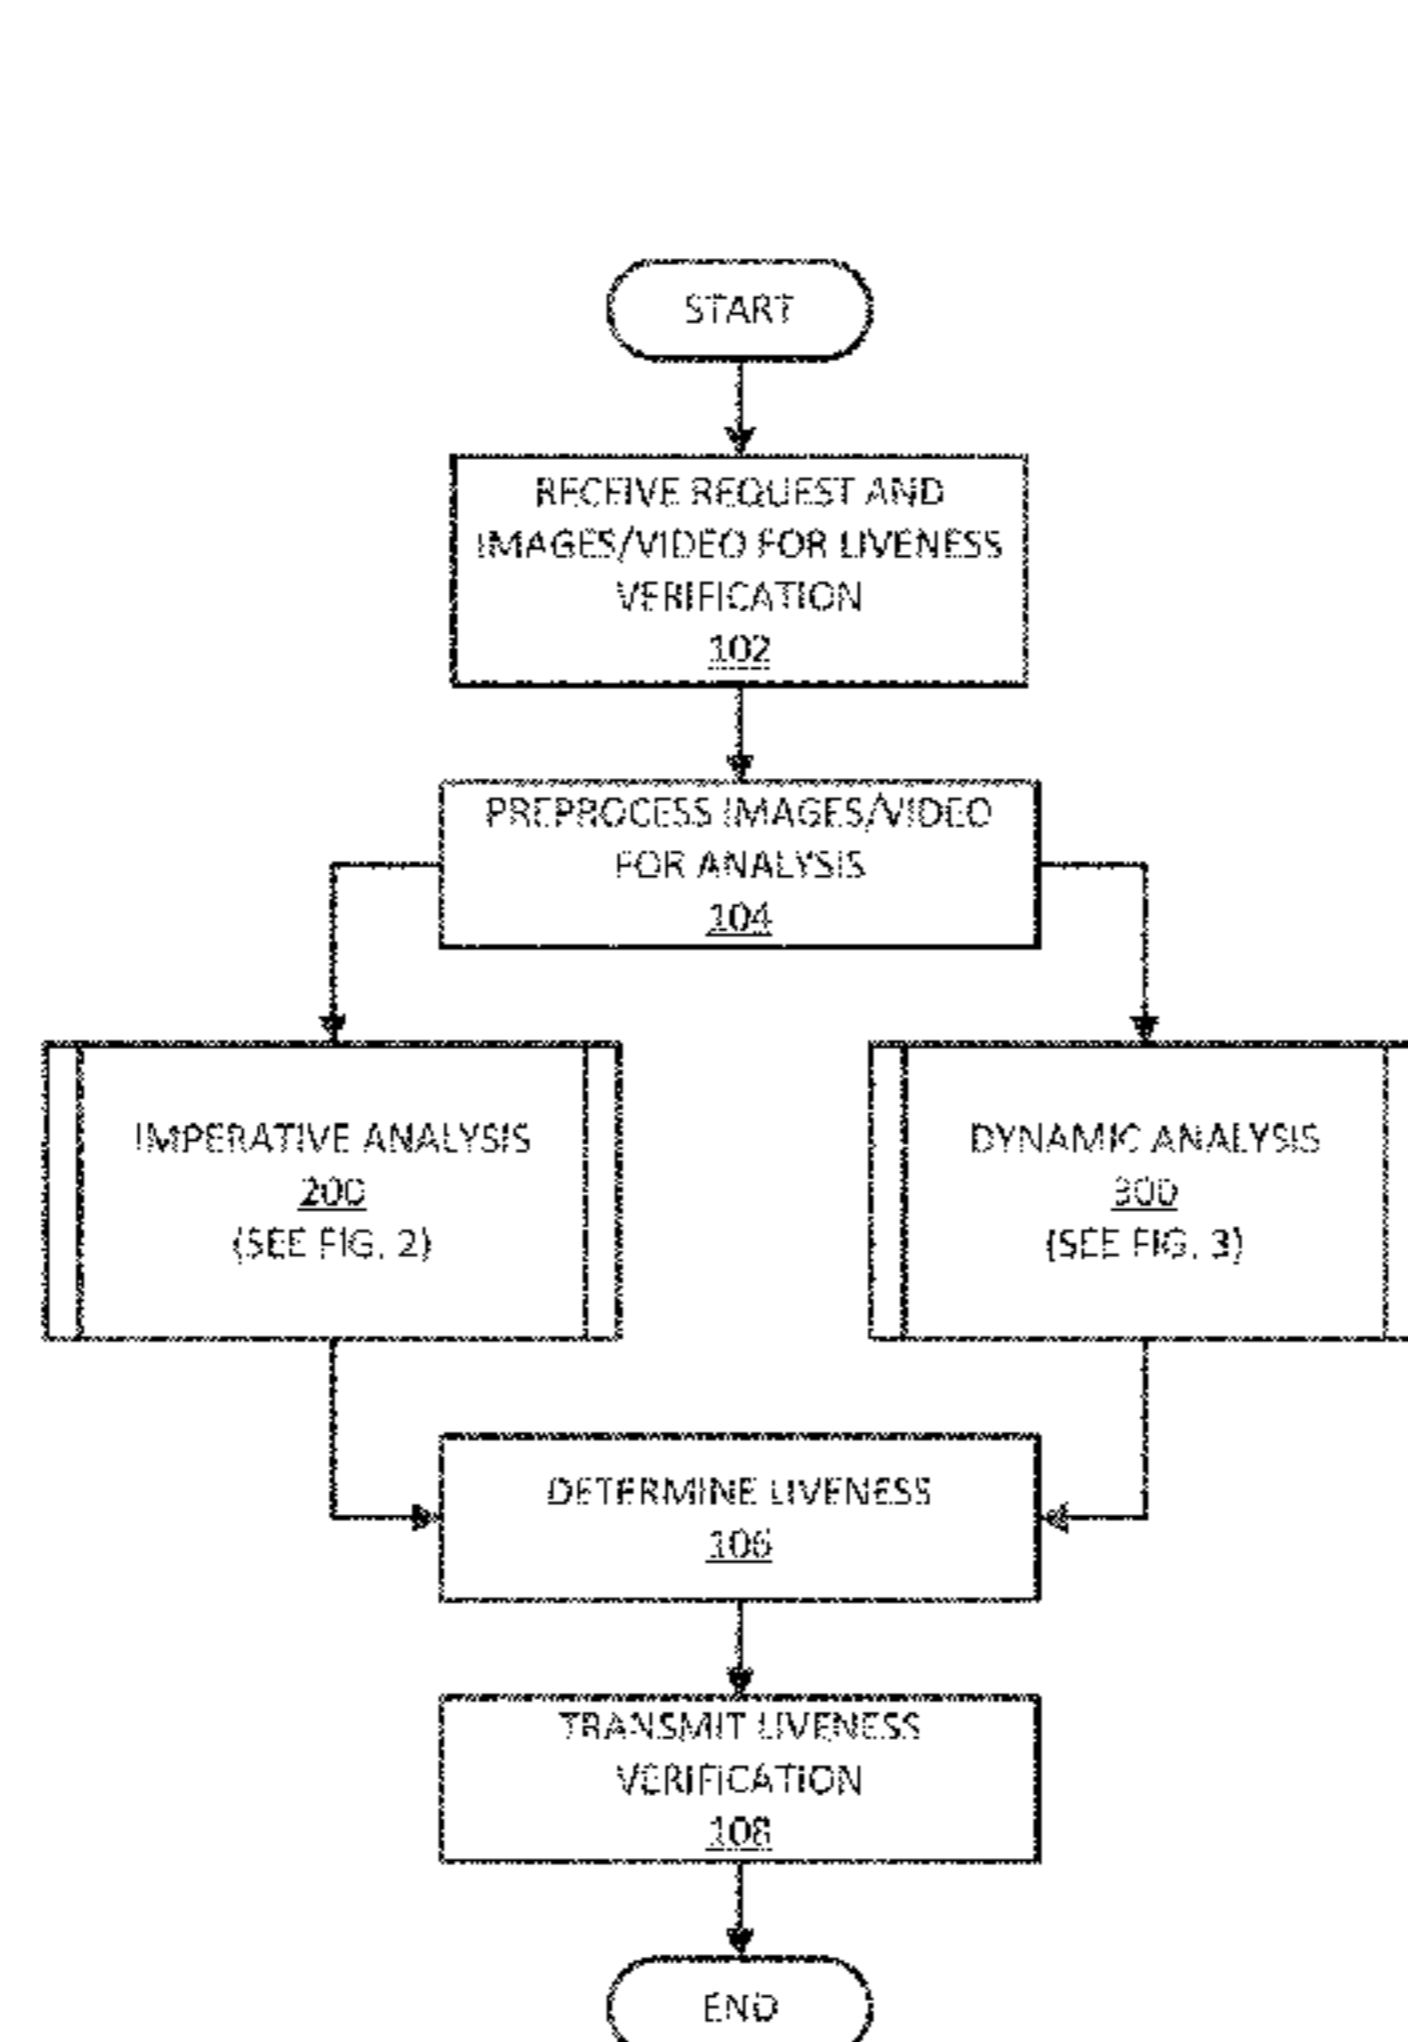 START
RECEIVE REQUEST AND
IMAGES/VIDEO FOR LIVENESS
VERIFICATION
102
PREPROCESS IMAGES/VIDEO
FOR ANALYSIS
104
IMPERATIVE ANALYSIS
200
(SEE FIG. 2)
DYNAMIC ANALYSIS
300
(SEE FIG. 3)
DETERMINE LIVENESS
106
TRANSMIT LIVENESS
VERIFICATION
108
END